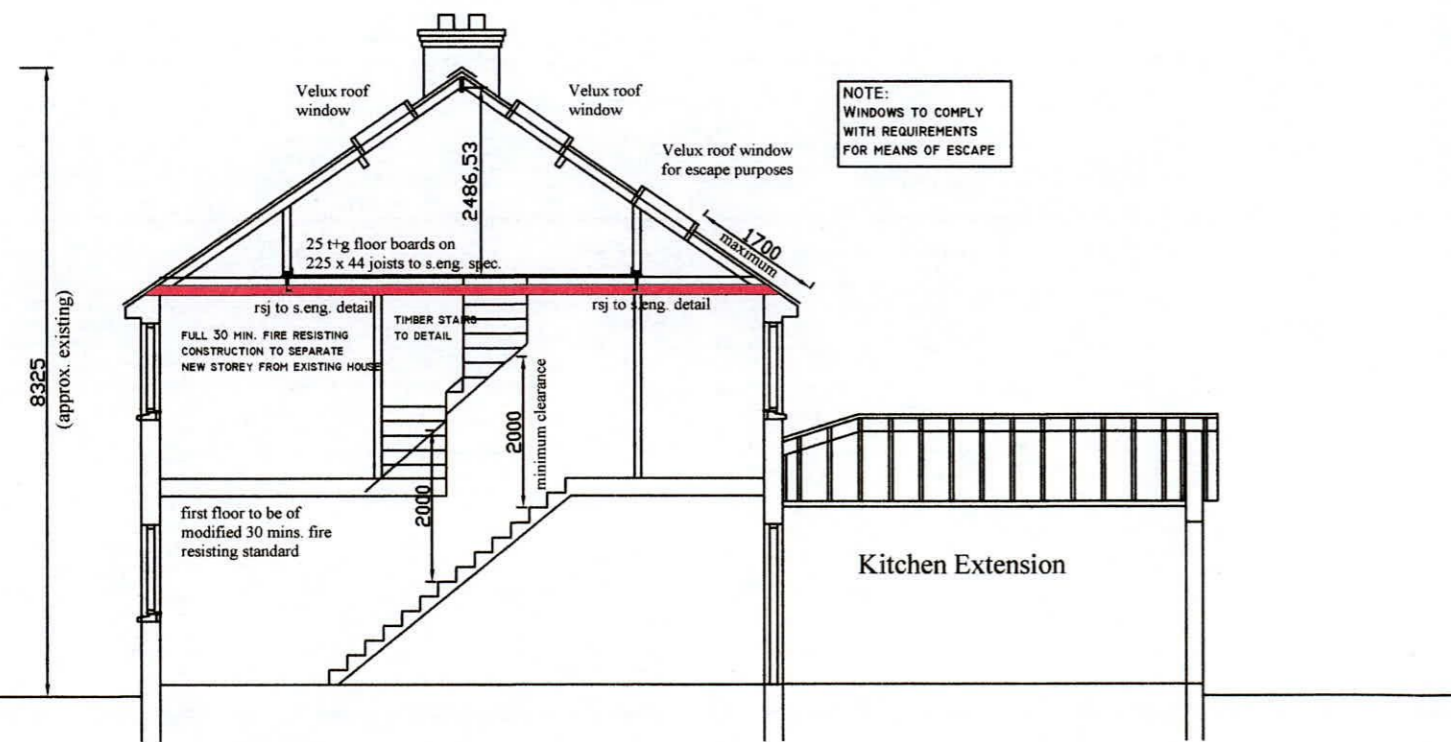 Velux roof
window
Velux roof
window
NOTE:
WINDOWS TO COMPLY
WITH REQUIREMENTS
FOR MEANS OF ESCAPE
Velux roof window
for escape purposes
2486,53
1700
maximum
25 t+g floor boards on
225 x 44 joists to s.eng. spec.
rsj to s.eng. detail
rsj to s.eng. detail
8325
(approx. existing)
FULL 30 MIN. FIRE RESISTING
CONSTRUCTION TO SEPARATE
NEW STOREY FROM EXISTING HOUSE
TIMBER STAIRS
TO DETAIL
2000
minimum clearance
2000
first floor to be of
modified 30 mins. fire
resisting standard
Kitchen Extension